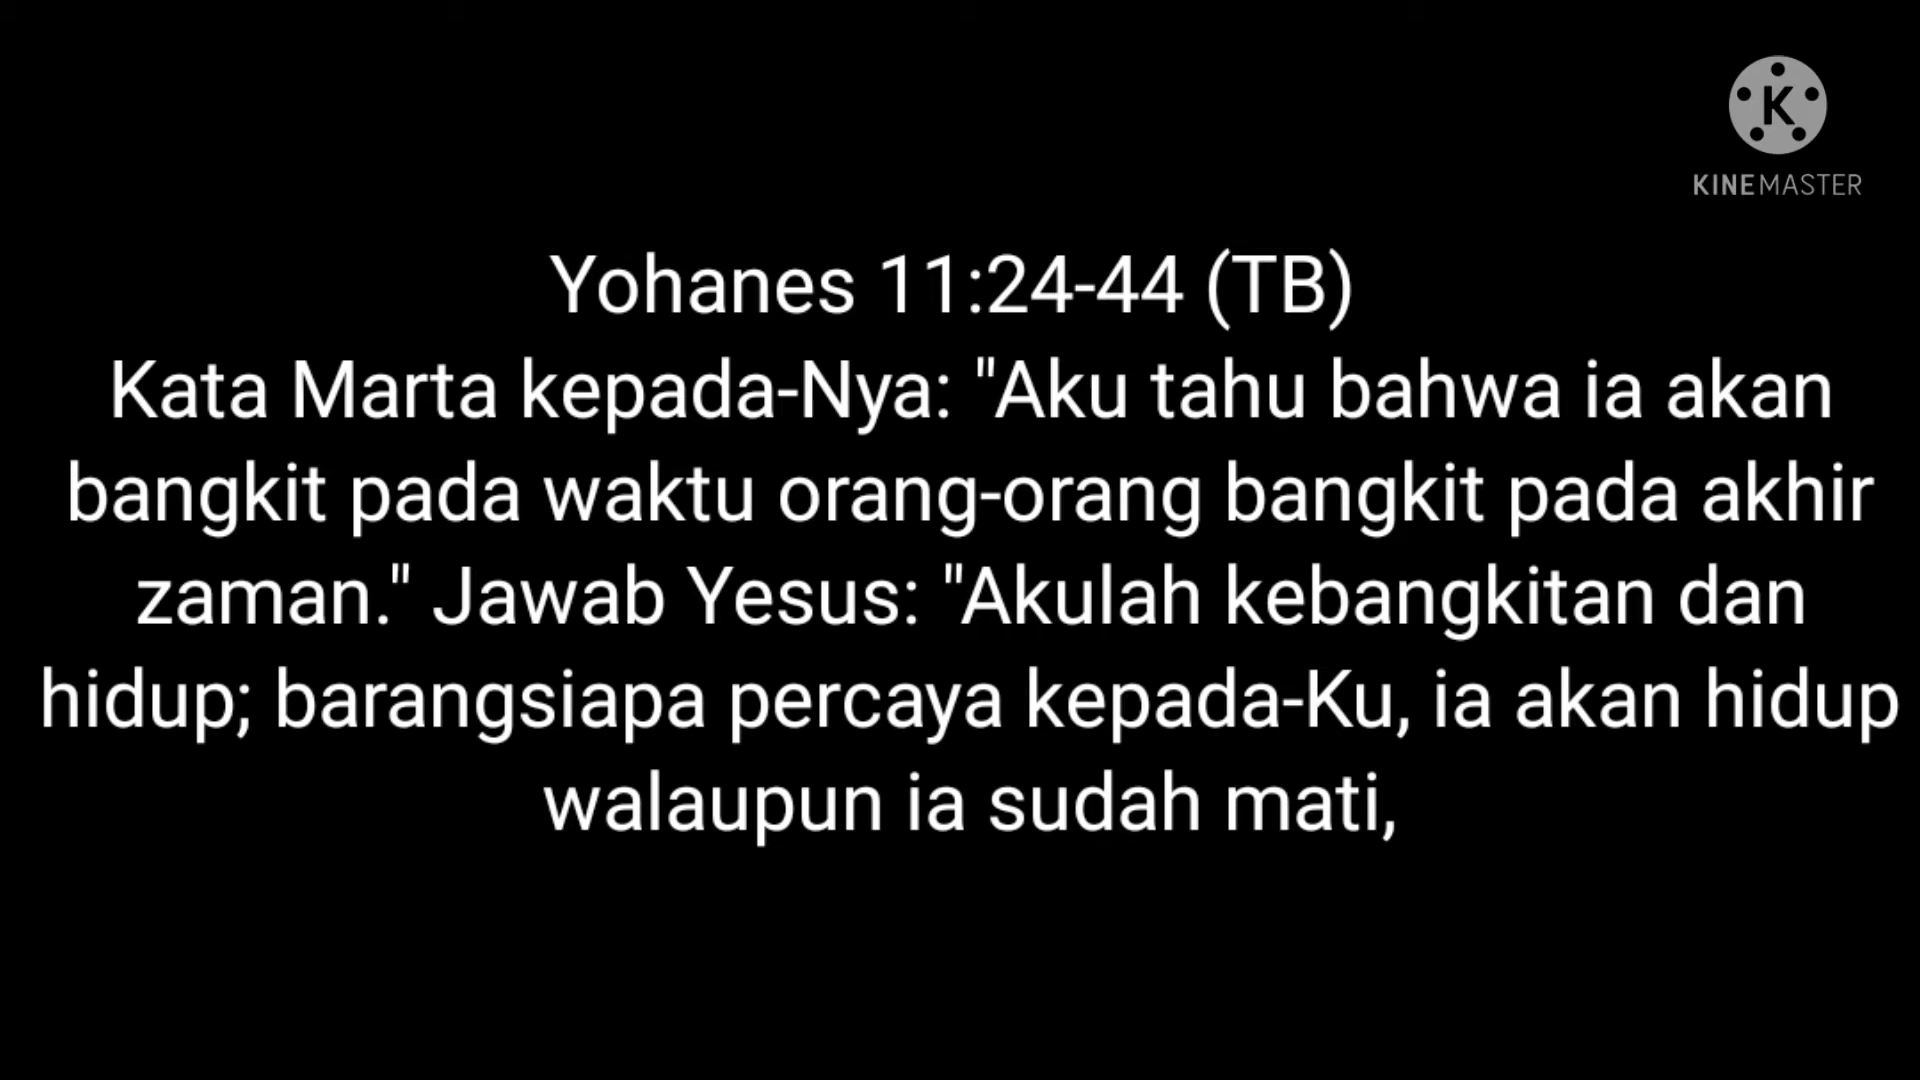 K
KINEMASTER
Yohanes 11:24-44 (TB)
Kata Marta kepada-Nya: "Aku tahu bahwa ia akan
bangkit pada waktu orang-orang bangkit pada akhir
zaman." Jawab Yesus: "Akulah kebangkitan dan
hidup; barangsiapa percaya kepada-Ku, ia akan hidup
walaupun ia sudah mati,